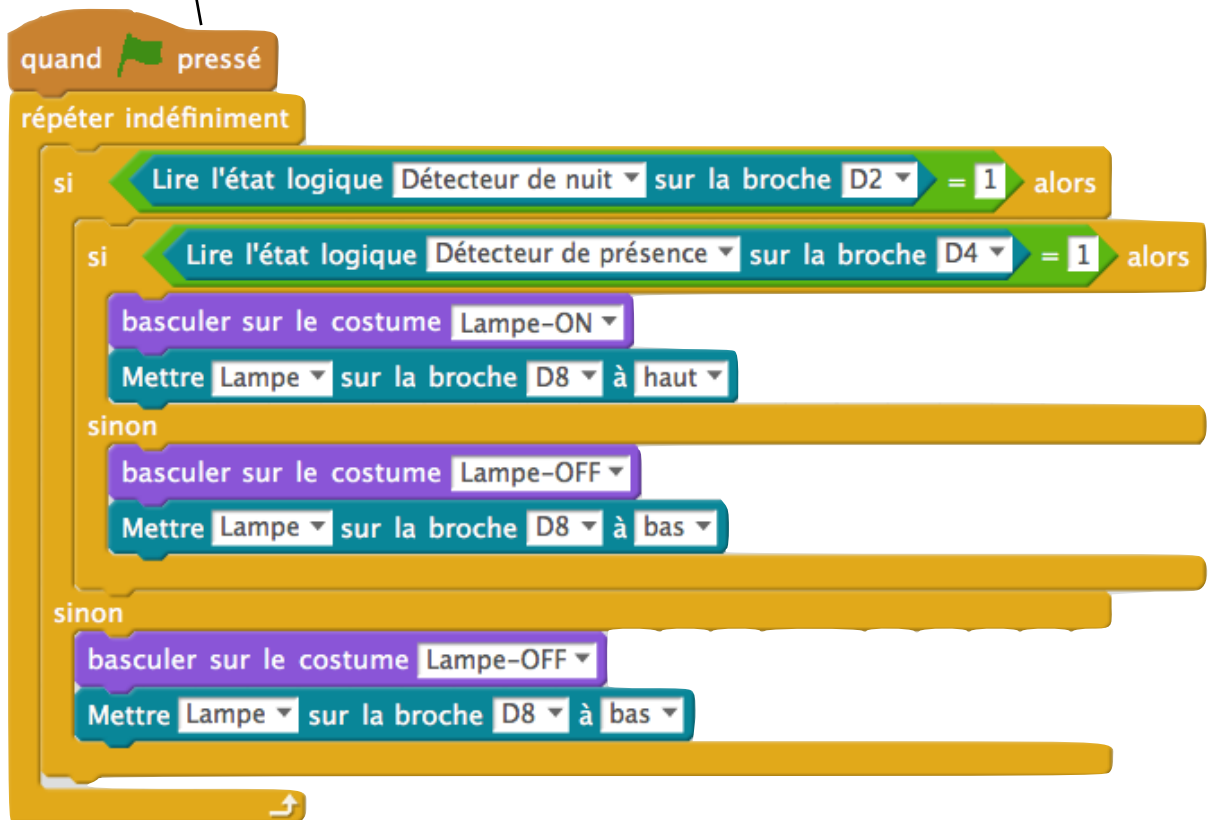 quand pressé
répéter indéfiniment
si Lire l'état logique Détecteur de nuit sur la broche D2 = 1 alors
si Lire l'état logique Détecteur de présence sur la broche D4 = 1 alors
basculer sur le costume Lampe-ON
Mettre Lampe sur la broche D8 à haut
sinon
basculer sur le costume Lampe-OFF
Mettre Lampe sur la broche D8 à bas
sinon
basculer sur le costume Lampe-OFF
Mettre Lampe sur la broche D8 à bas